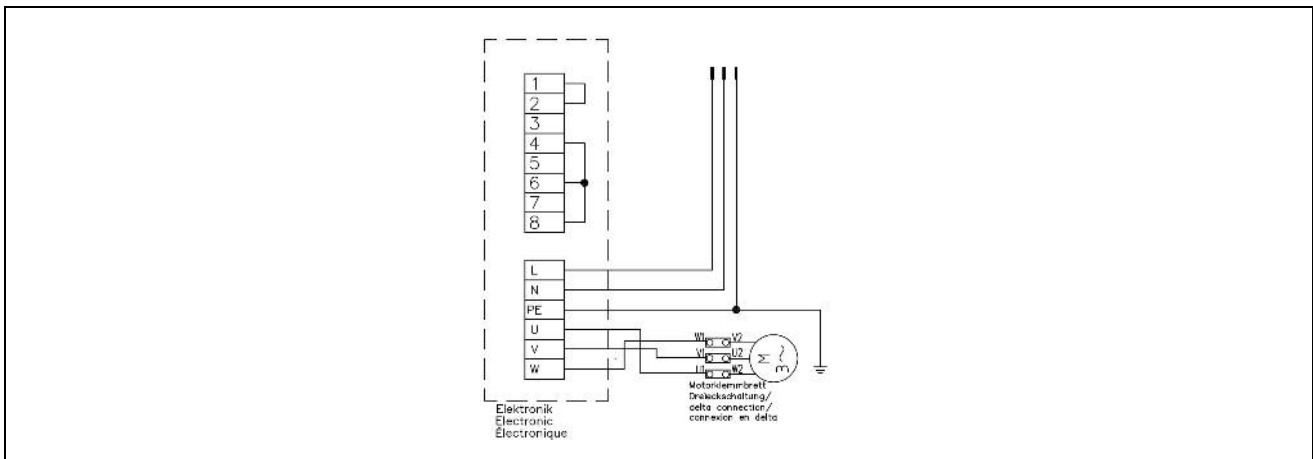 1
2
3
4
5
6
7
8
L
N
PE
U
V
W
W1 V2
V1 U2
U1 W2
M
3~
Motorklemmbrett
Dreieckschaltung/
delta connection/
connexion en delta
Elektronik
Electronic
Électronique